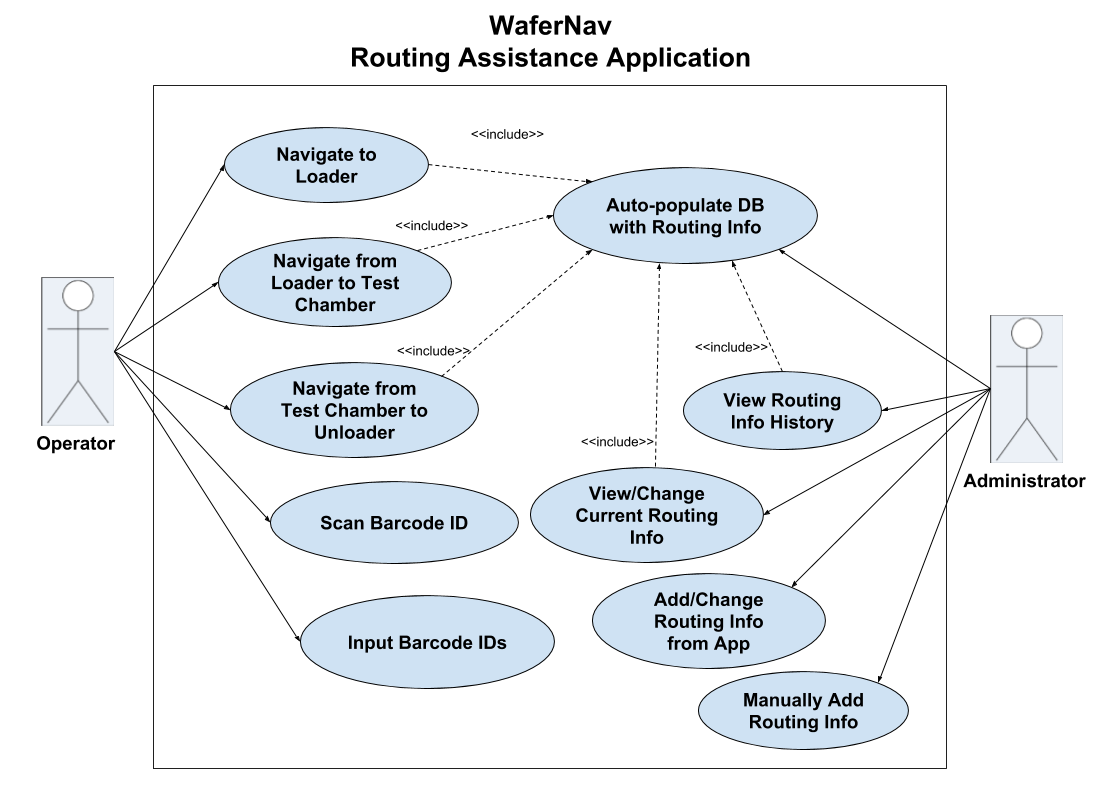 WaferNav
Routing Assistance Application
<<include>>
Navigate to
Loader
Auto-populate DB
with Routing Info
<<include>>
Navigate from
Loader to Test
Chamber
<<include>>
<<include>>
Navigate from
Test Chamber to
Unloader
View Routing
Info History
Operator
<<include>>
Administrator
View/Change
Current Routing
Info
Scan Barcode ID
Add/Change
Routing Info
from App
Input Barcode IDs
Manually Add
Routing Info